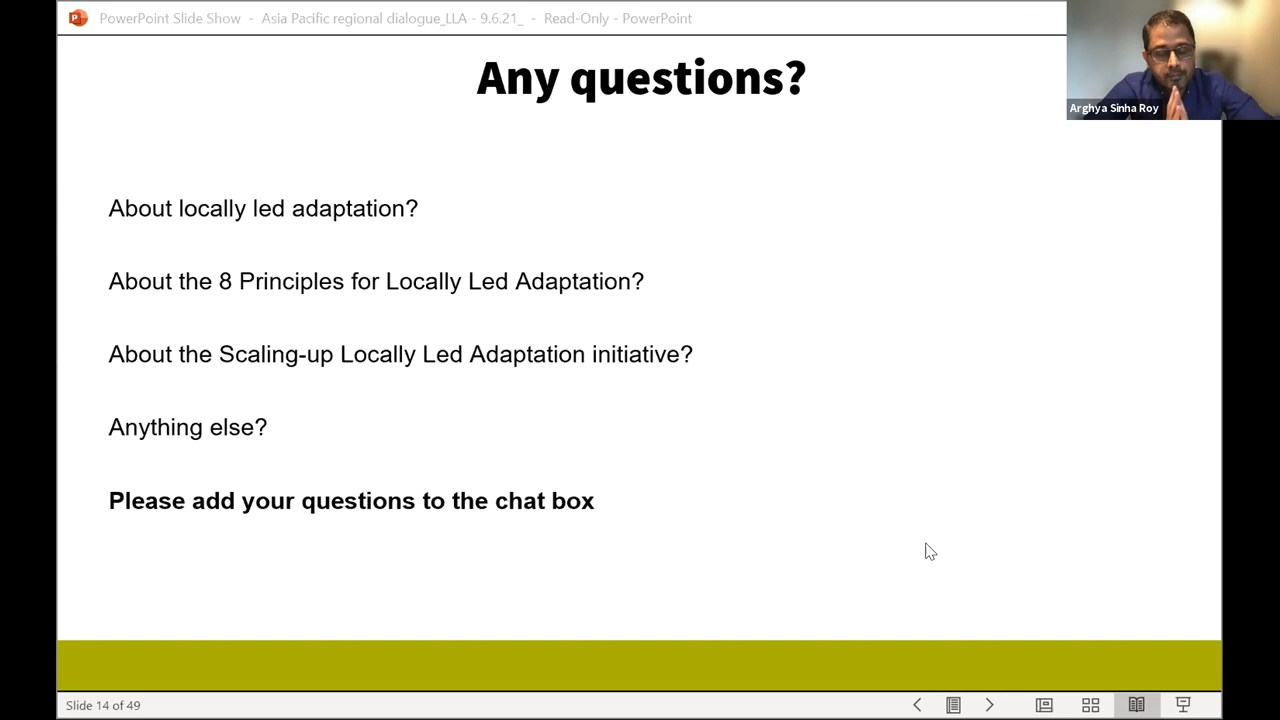 PowerPoint Slide Show - Asia Pacific regional dialogue_LLA - 9.6.21_ - Read-Only - PowerPoint
Any questions?
Arghya Sinha Roy
About locally led adaptation?
About the 8 Principles for Locally Led Adaptation?
About the Scaling-up Locally Led Adaptation initiative?
Anything else?
Please add your questions to the chat box
Slide 14 of 49